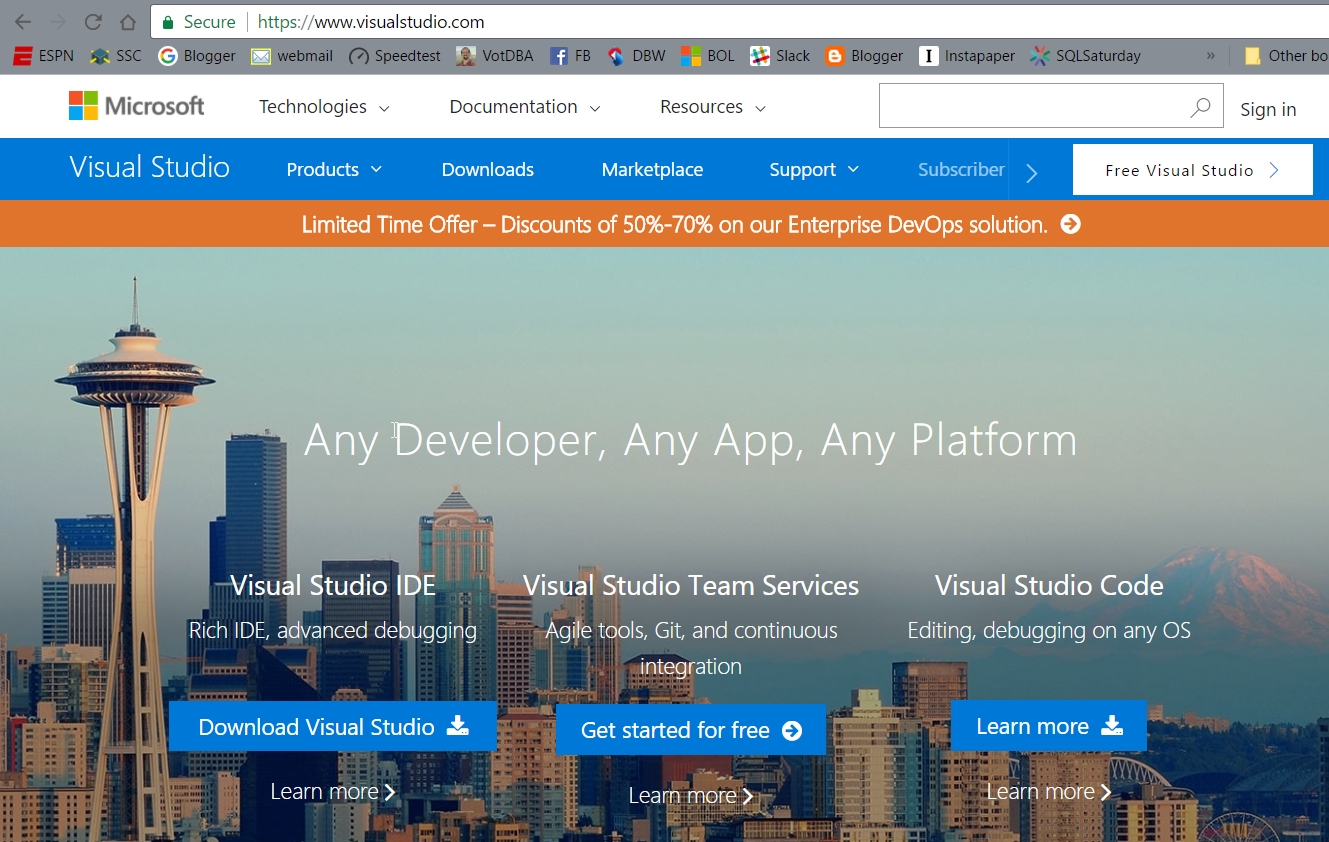 Secure https://www.visualstudio.com
ESPN SSC Blogger webmail Speedtest VotDBA FB DBW BOL Slack Blogger Instapaper SQLSaturday » Other bo
Microsoft Technologies Documentation Resources Sign in
Visual Studio Products Downloads Marketplace Support Subscriber Free Visual Studio
Limited Time Offer – Discounts of 50%-70% on our Enterprise DevOps solution.
Any Developer, Any App, Any Platform
Visual Studio IDE
Rich IDE, advanced debugging
Download Visual Studio
Learn more
Visual Studio Team Services
Agile tools, Git, and continuous
integration
Get started for free
Learn more
Visual Studio Code
Editing, debugging on any OS
Learn more
Learn more